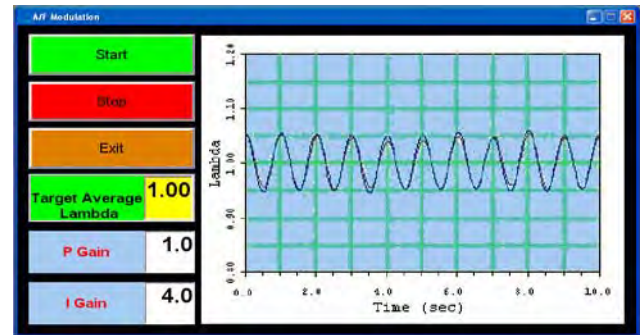 A/F Modulation
Start
Stop
Exit
Target Average
Lambda
1.00
P Gain
1.0
I Gain
4.0
Lambda
1.20
1.10
1.00
0.90
0.80
0.0 2.0 4.0 6.0 8.0 10.0
Time (sec)